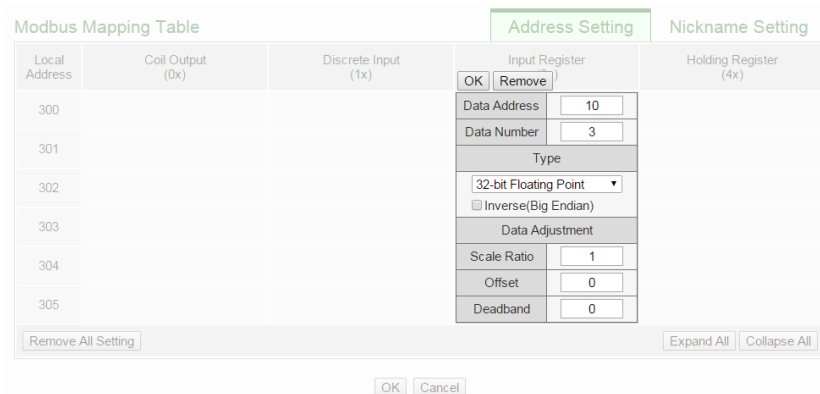 Modbus Mapping Table Address Setting Nickname Setting
Local Address Coil Output (0x) Discrete Input (1x) Input Register Holding Register (4x)
OK Remove
300 Data Address 10
Data Number 3
301 Type
302 32-bit Floating Point
Inverse(Big Endian)
303 Data Adjustment
304 Scale Ratio 1
Offset 0
305 Deadband 0
Remove All Setting Expand All Collapse All
OK Cancel